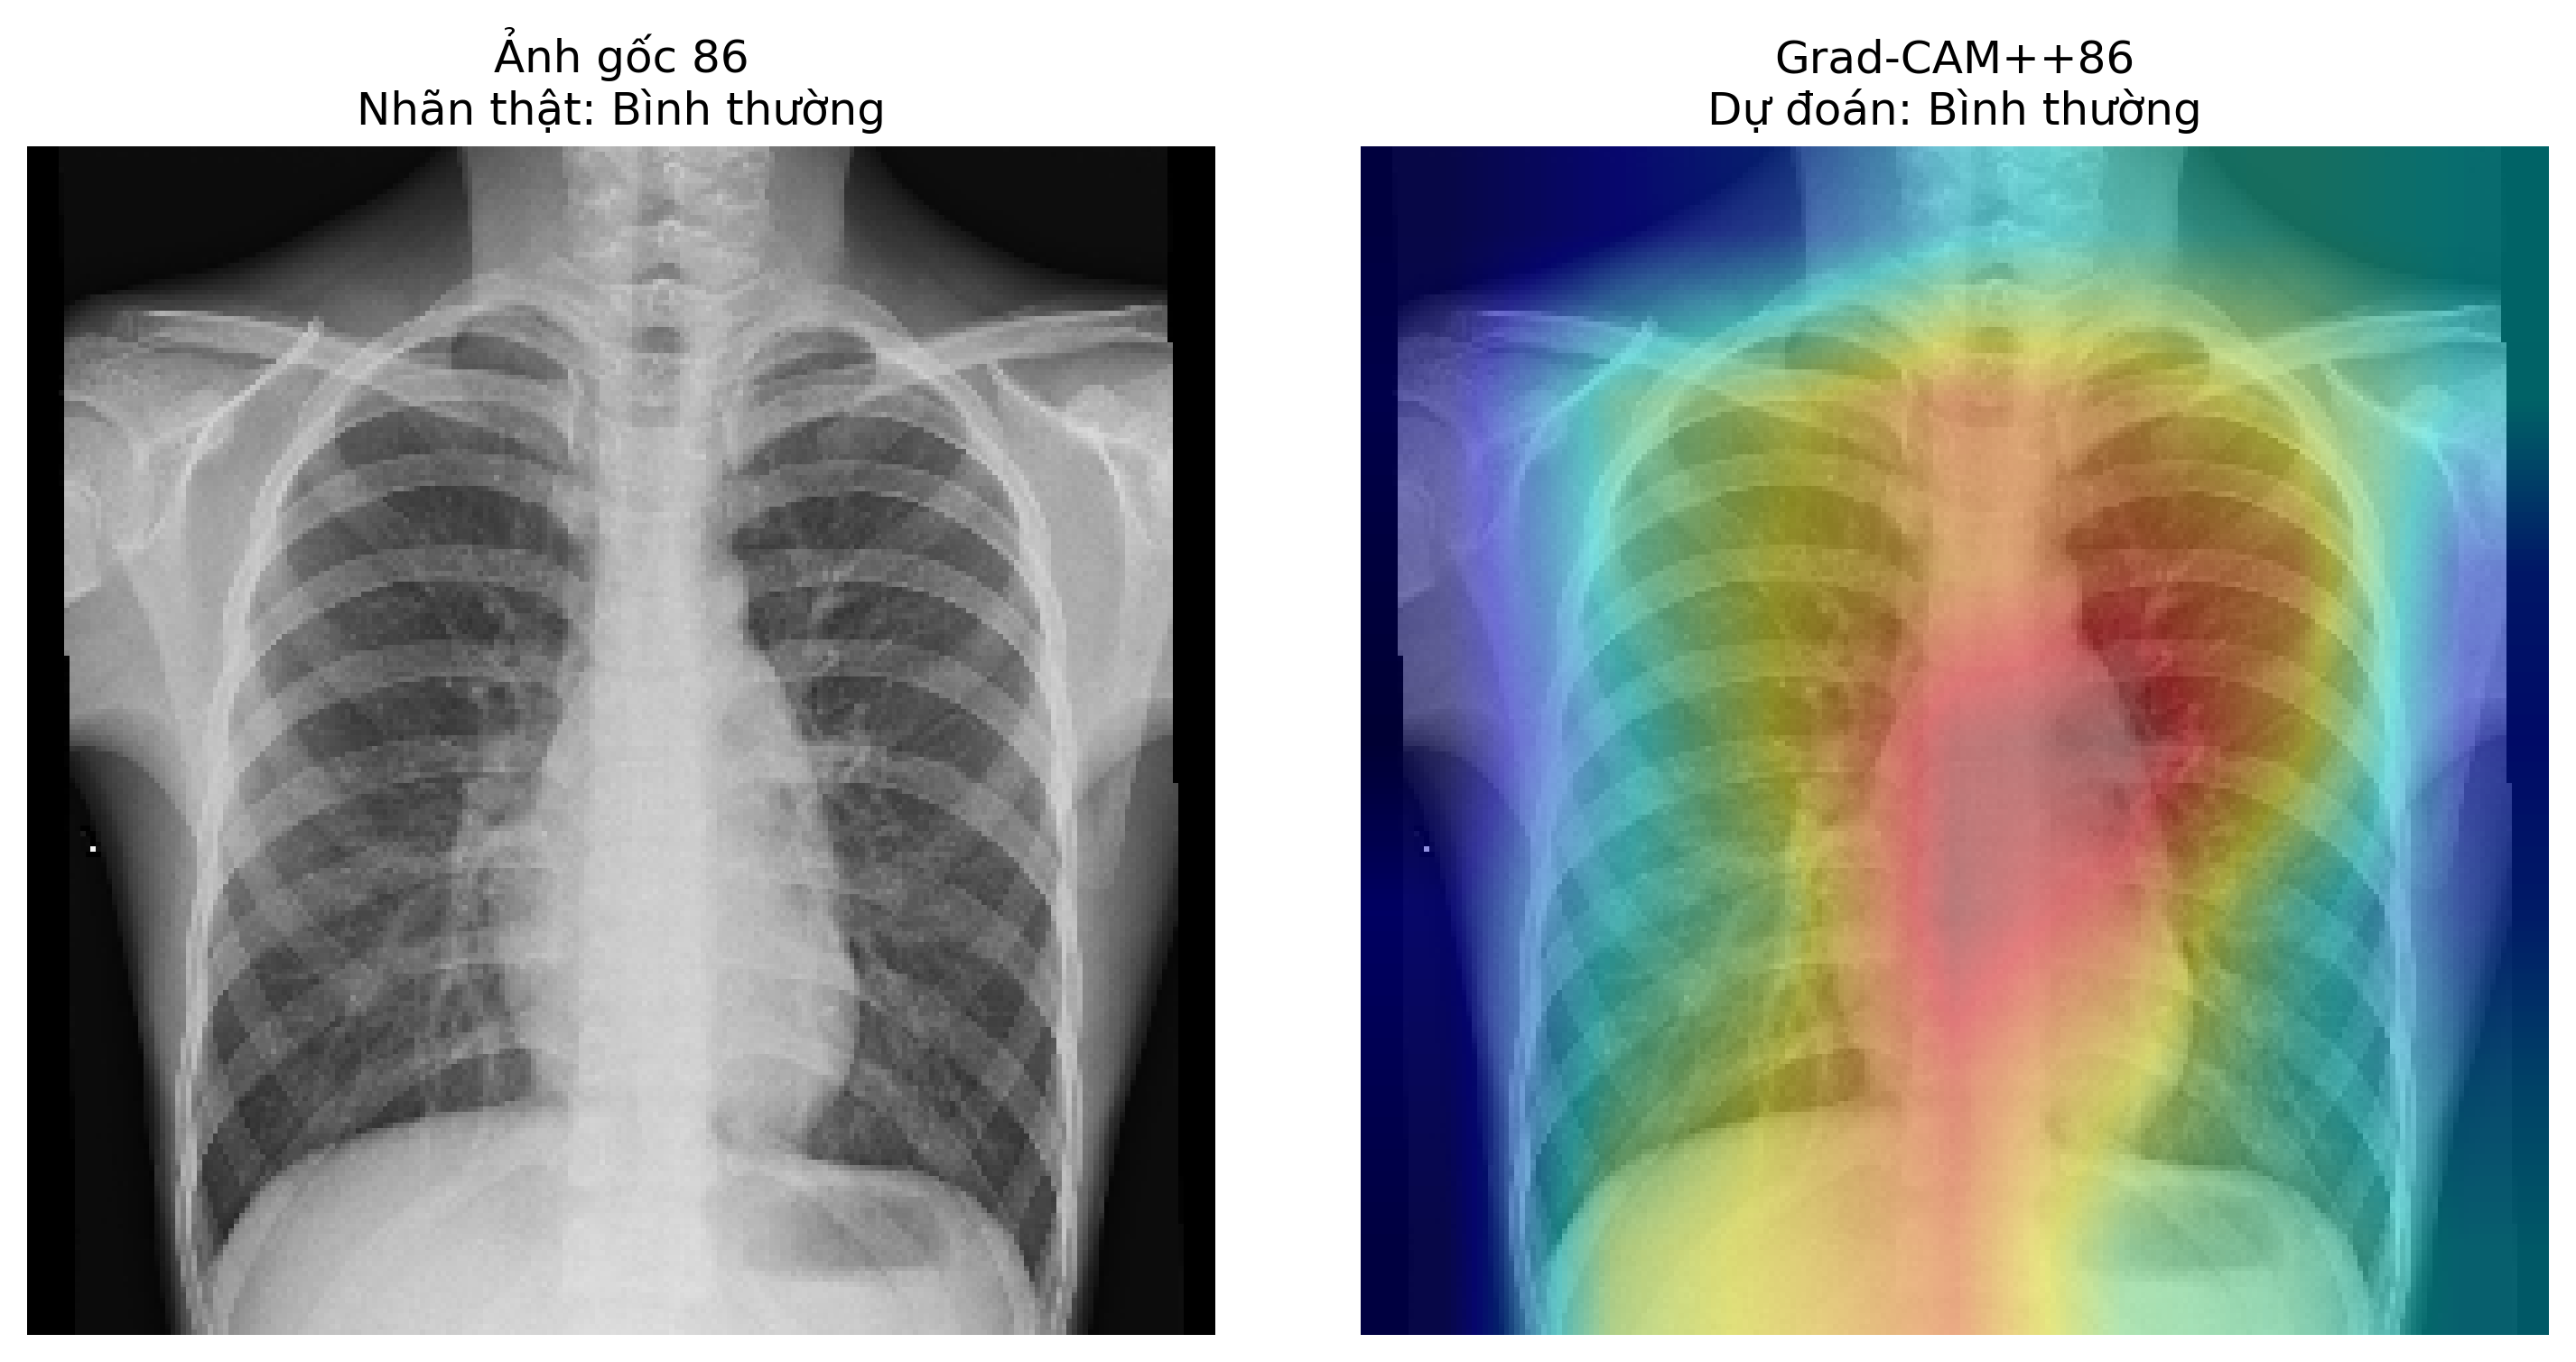 Ảnh gốc 86
Nhãn thật: Bình thường
Grad-CAM++86
Dự đoán: Bình thường